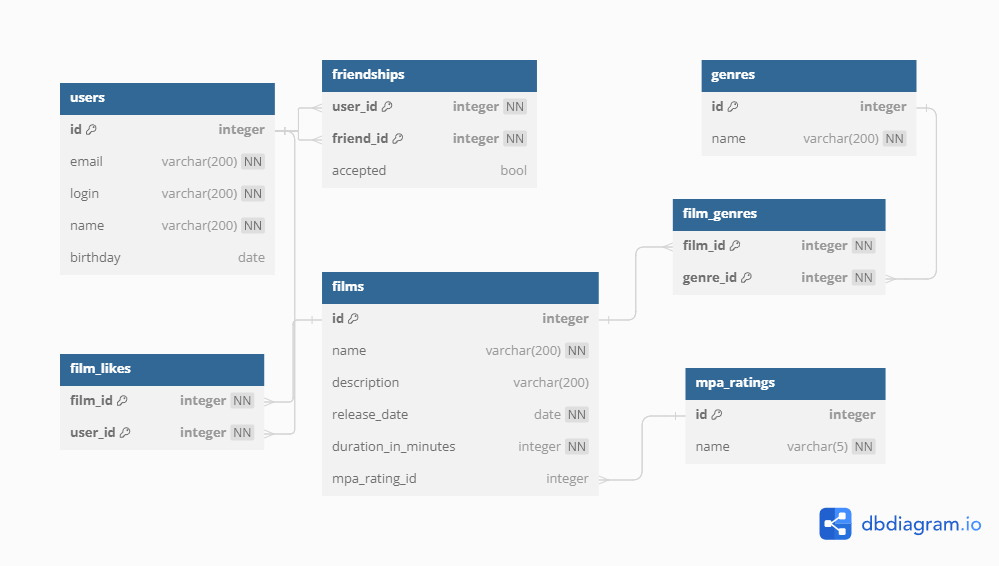 users
id integer
email varchar(200) NN
login varchar(200) NN
name varchar(200) NN
birthday date
friendships
user_id integer NN
friend_id integer NN
accepted bool
genres
id integer
name varchar(200) NN
film_genres
film_id integer NN
genre_id integer NN
films
id integer
name varchar(200) NN
description varchar(200)
release_date date NN
duration_in_minutes integer NN
mpa_rating_id integer
film_likes
film_id integer NN
user_id integer NN
mpa_ratings
id integer
name varchar(5) NN
dbdiagram.io